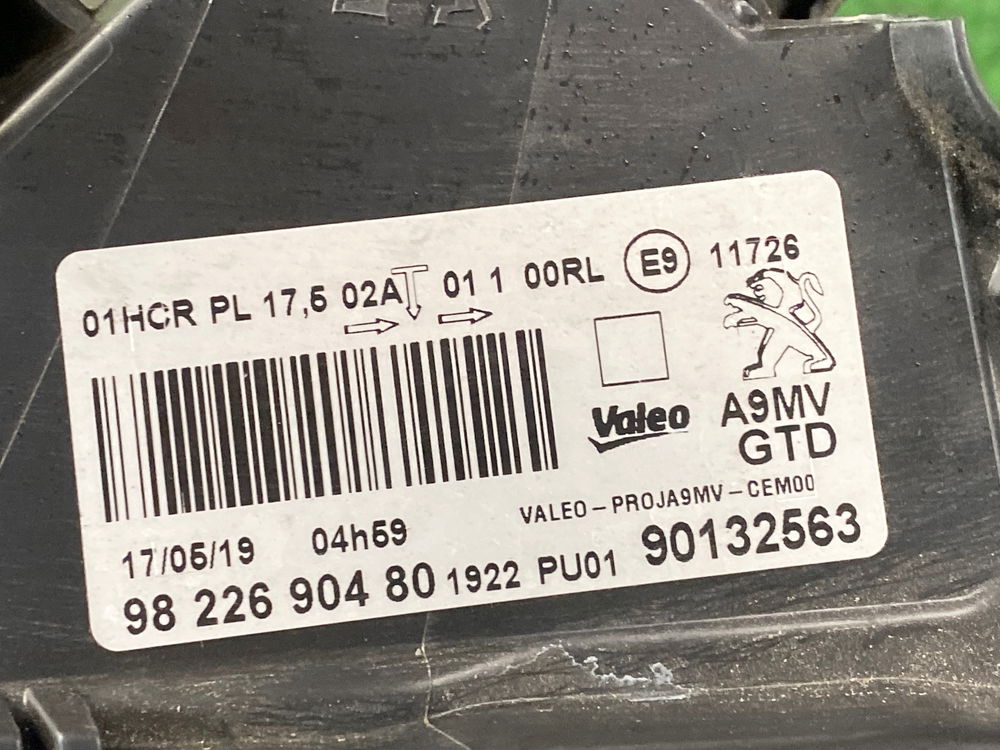 01HCR PL 17,5 02A 01 1 00RL E9 11726
Valeo
A9MV
GTD
VALEO-PROJA9MV-CEM00
17/05/19 04h59
98 226 904 80 1922 PU01 90132563